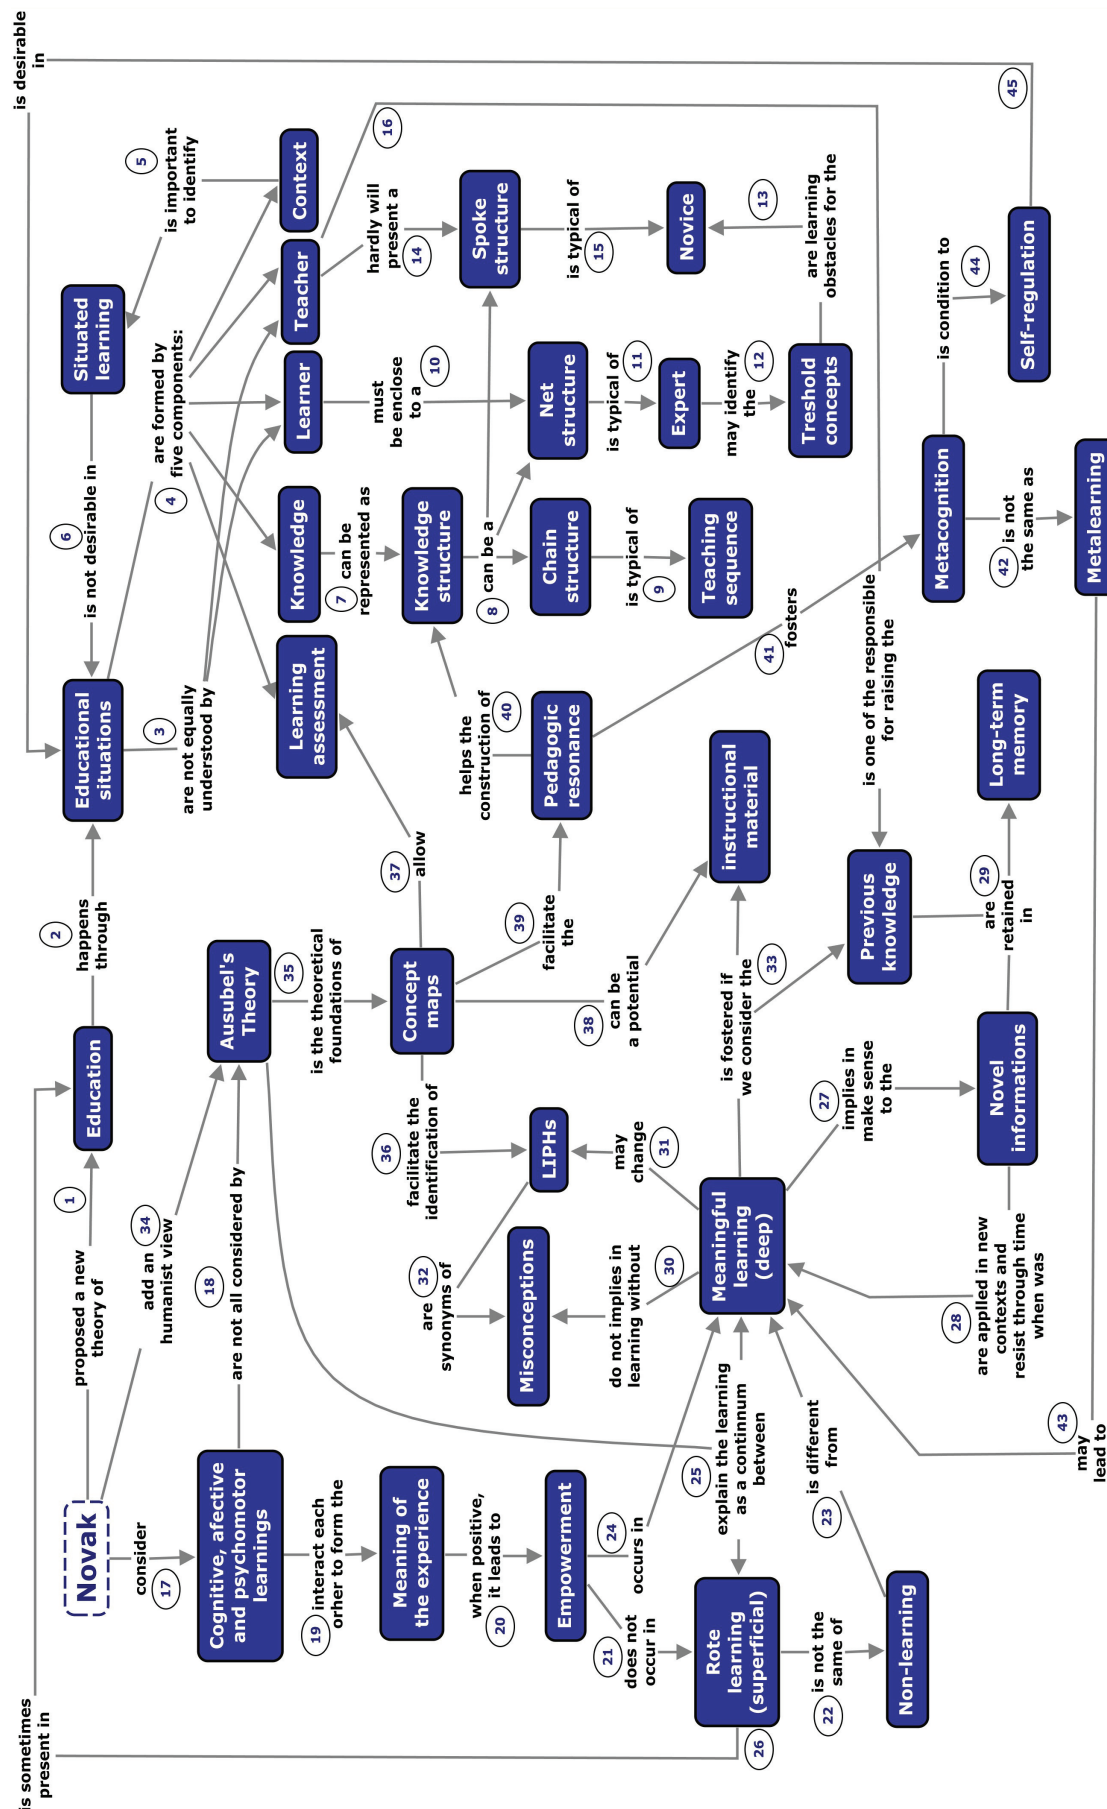 is sometimes
present in
is desirable
in
Novak
proposed a new
theory of
1
Education
happens
through
2
Educational
situations
is not desirable in
6
Situated
learning
is important
to identify
5
consider
17
add an
humanist view
34
are not equally
understood by
3
are formed by
five components:
4
Cognitive, afective
and psychomotor
learnings
are not all considered by
18
Ausubel's
Theory
Learning
assessment
Knowledge
Learner
Teacher
Context
interact each
orher to form the
19
is the theoretical
foundations of
35
allow
37
can be
represented as
7
must
be enclose
to a
10
hardly will
present a
14
16
Meaning of
the experience
facilitate the
identification of
36
Concept
maps
helps the
construction of
40
Knowledge
structure
can be a
8
Spoke
structure
when positive,
it leads to
20
are
synonyms of
32
facilitate
the
39
Empowerment
Misconceptions
LIPHs
Pedagogic
resonance
Chain
structure
Net
structure
is typical of
15
does not
occur in
21
occurs in
24
do not implies in
learning without
30
may
change
31
can be
a potential
38
is typical of
9
is typical of
11
Novice
Rote
learning
(superficial)
explain the learning
as a continnum
between
25
Meaningful
learning
(deep)
is fostered if
we consider the
33
instructional
material
fosters
41
Teaching
sequence
Expert
may identify
the
12
are learning
obstacles for the
13
Treshold
concepts
26
is not the
same of
22
is different
from
23
implies in
make sense
to the
27
Previous
knowledge
is one of the responsible
for raising the
Non-learning
are applied in new
contexts and
resist through time
when was
28
Novel
informations
are
retained
in
29
Long-term
memory
Metacognition
is condition to
44
Self-regulation
45
is not
the same as
42
may
lead to
43
Metalearning